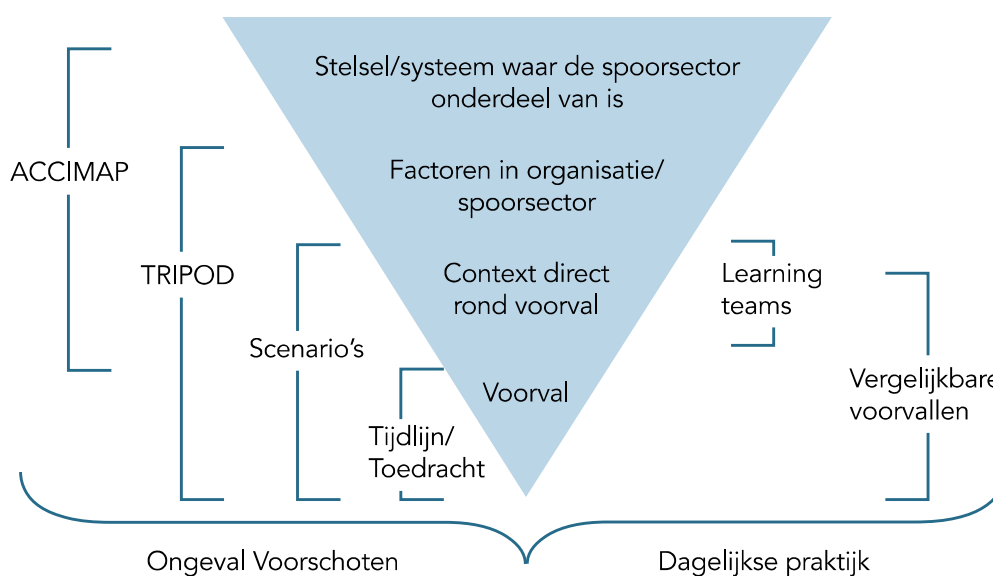 Stelsel/systeem waar de spoorsector
onderdeel van is
ACCIMAP
Factoren in organisatie/
spoorsector
TRIPOD
Context direct
rond voorval
Learning
teams
Scenario's
Voorval
Vergelijkbare
voorvallen
Tijdlijn/
Toedracht
Ongeval Voorschoten
Dagelijkse praktijk